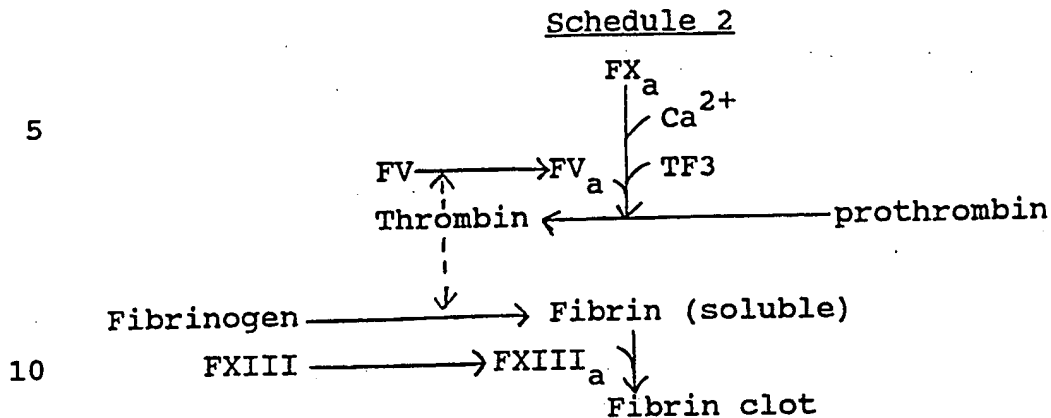 Schedule 2
FXa
5 Ca2+
FV FVa TF3
Thrombin prothrombin
Fibrinogen Fibrin (soluble)
10 FXIII FXIIIa
Fibrin clot